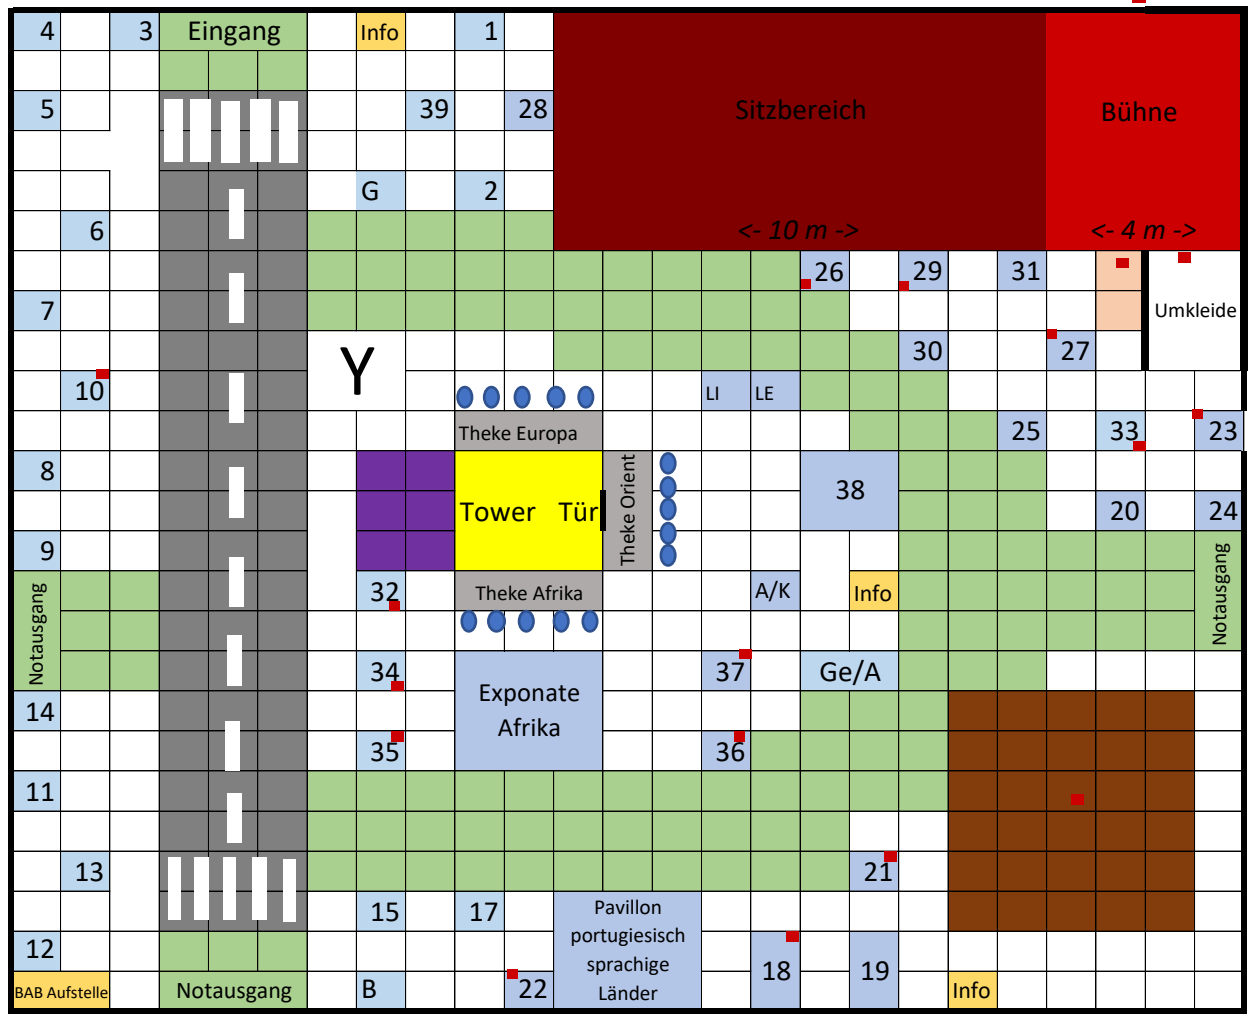 4 3 Eingang Info 1
5 39 28 Sitzbereich Bühne
G 2
6 <- 10 m -> <- 4 m ->
26 29 31
7 Umkleide
Y 30 27
10 LI LE
Theke Europa 25 33 23
8 38
Tower Tür Theke Orient 20 24
9
Notausgang 32 Theke Afrika A/K Info Notausgang
34 37 Ge/A
Exponate
Afrika
14
35 36
11
13 21
15 17 Pavillon
portugiesisch
sprachige
Länder
12 18 19
BAB Aufstelle Notausgang B 22 Info